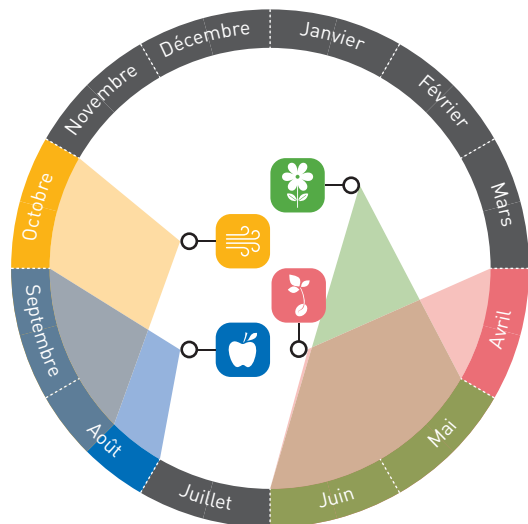 Janvier
Février
Mars
Avril
Mai
Juin
Juillet
Août
Septembre
Octobre
Novembre
Décembre